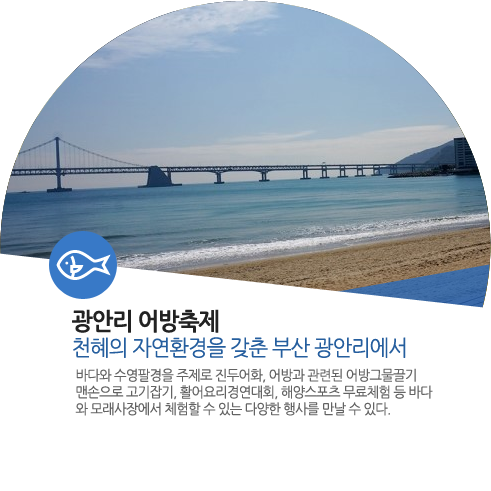 광안리 어방축제
천혜의 자연환경을 갖춘 부산 광안리에서
바다와 수영팔경을 주제로 진두어화, 어방과 관련된 어방그물끌기
맨손으로 고기잡기, 활어요리경연대회, 해양스포츠 무료체험 등 바다
와 모래사장에서 체험할 수 있는 다양한 행사를 만날 수 있다.